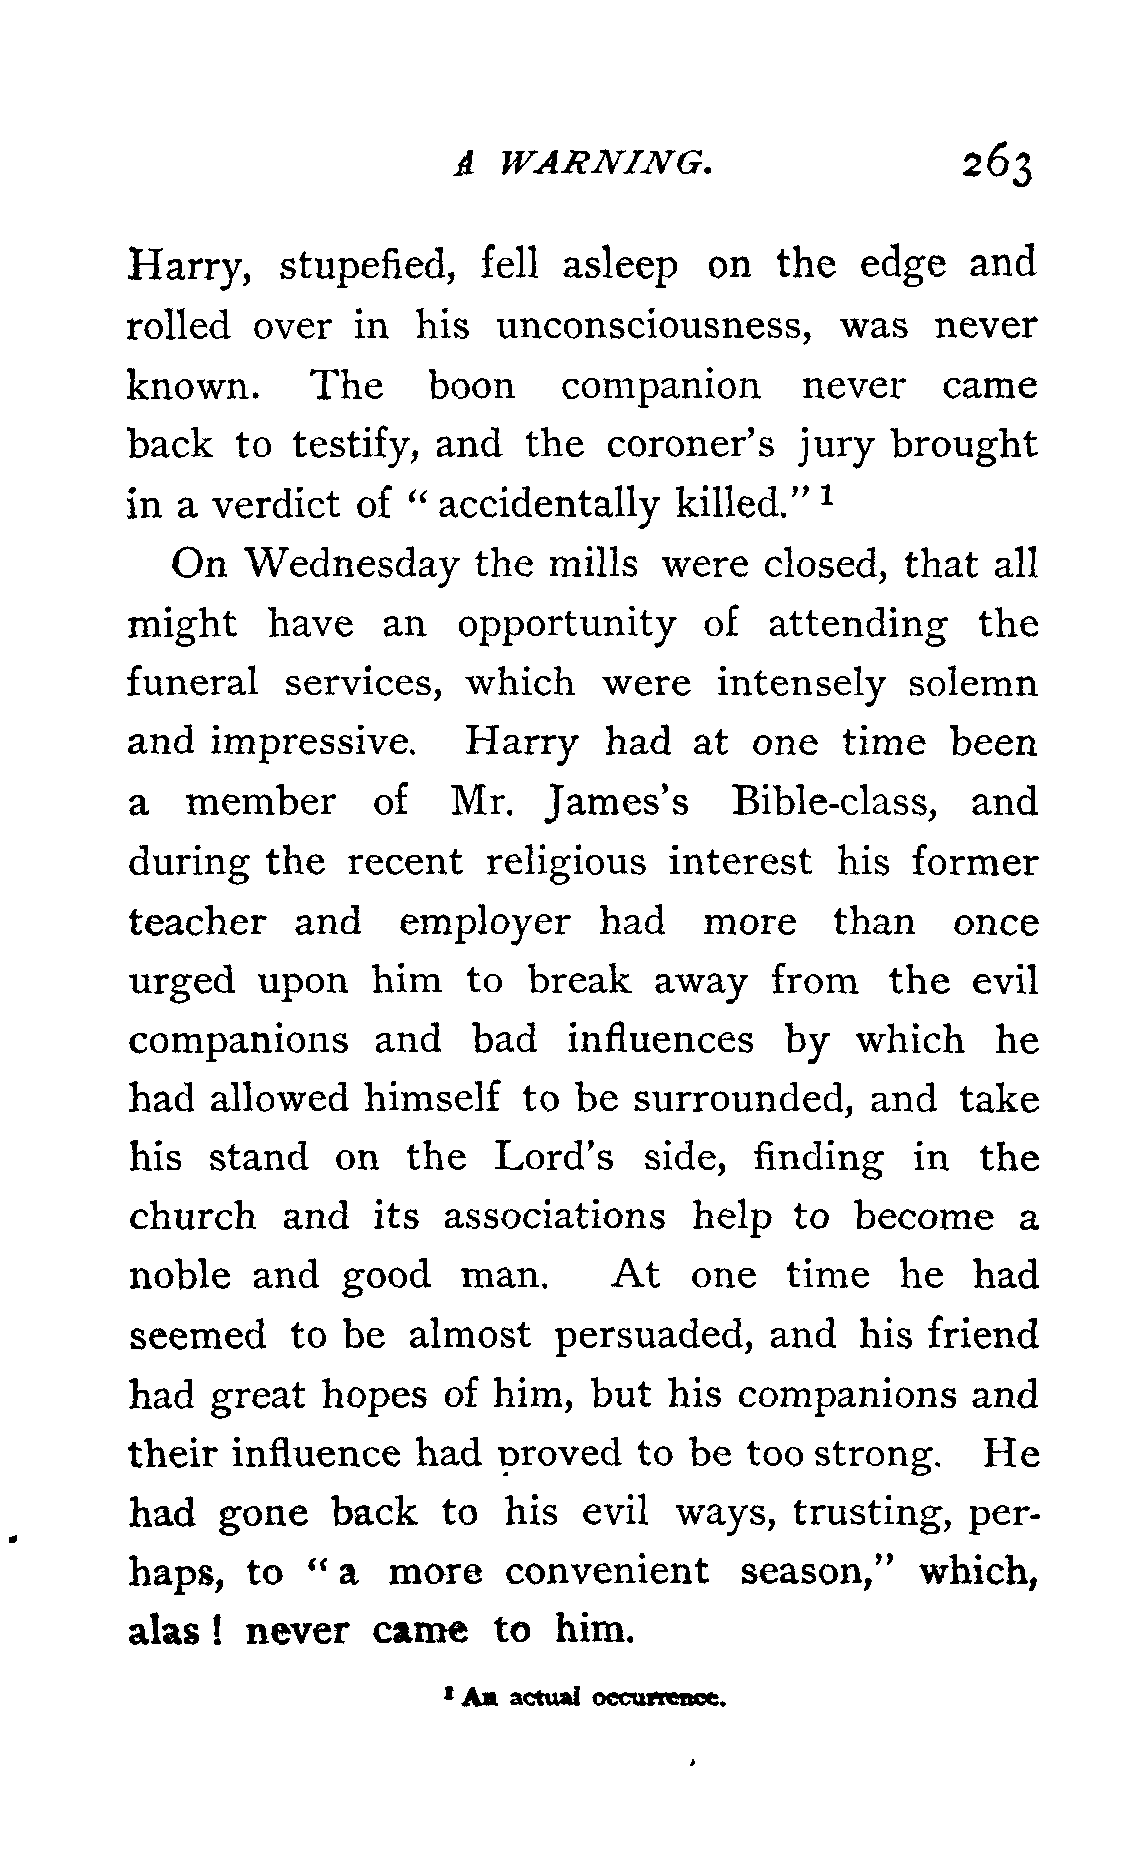 A WARNING. 263
Harry, stupefied, fell asleep on the edge and
rolled over in his unconsciousness, was never
known. The boon companion never came
back to testify, and the coroner's jury brought
in a verdict of “ accidentally killed.” ¹
On Wednesday the mills were closed, that all
might have an opportunity of attending the
funeral services, which were intensely solemn
and impressive. Harry had at one time been
a member of Mr. James's Bible-class, and
during the recent religious interest his former
teacher and employer had more than once
urged upon him to break away from the evil
companions and bad influences by which he
had allowed himself to be surrounded, and take
his stand on the Lord's side, finding in the
church and its associations help to become a
noble and good man. At one time he had
seemed to be almost persuaded, and his friend
had great hopes of him, but his companions and
their influence had proved to be too strong. He
had gone back to his evil ways, trusting, per-
haps, to “ a more convenient season,” which,
alas ! never came to him.
¹ An actual occurrence.